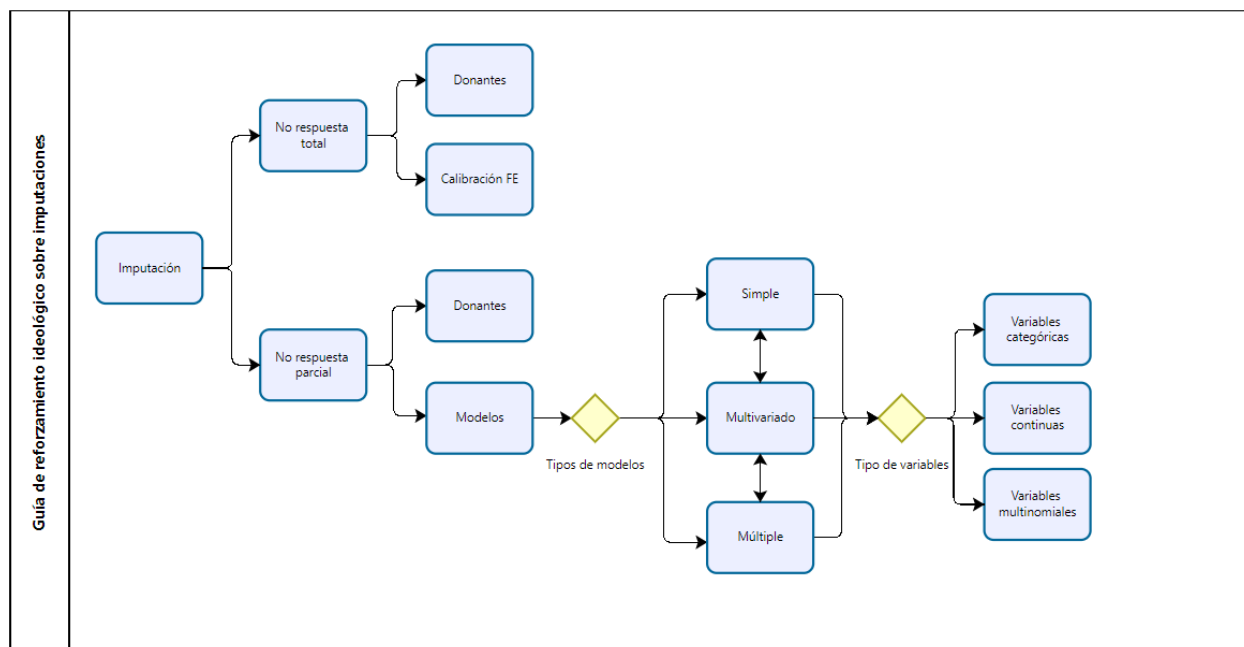 Guía de reforzamiento ideológico sobre imputaciones
Imputación
No respuesta
total
Donantes
Calibración FE
No respuesta
parcial
Donantes
Modelos
Tipos de modelos
Simple
Multivariado
Múltiple
Tipo de variables
Variables
categóricas
Variables
continuas
Variables
multinomiales